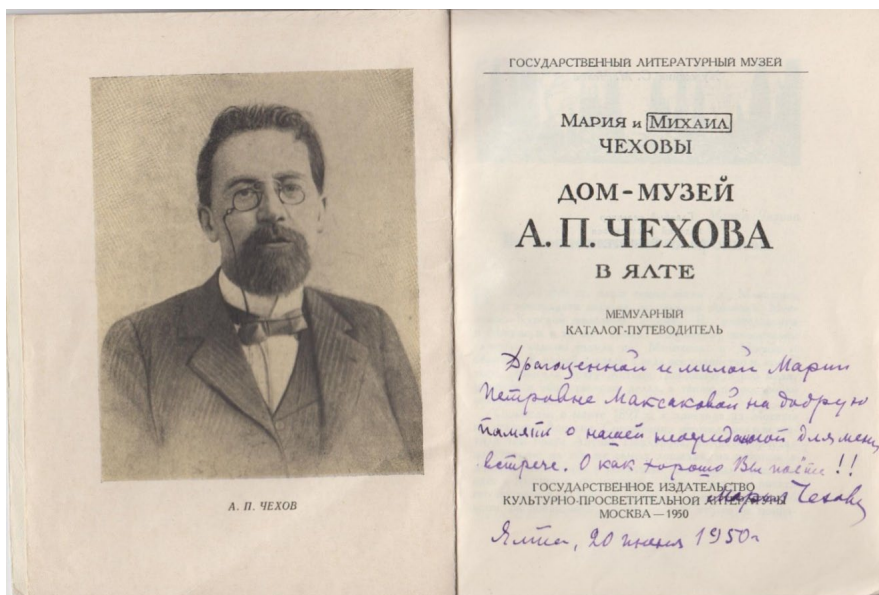 А. П. ЧЕХОВ
ГОСУДАРСТВЕННЫЙ ЛИТЕРАТУРНЫЙ МУЗЕЙ
МАРИЯ и МИХАИЛ
ЧЕХОВЫ
ДОМ-МУЗЕЙ
А. П. ЧЕХОВА
В ЯЛТЕ
МЕМУАРНЫЙ
КАТАЛОГ-ПУТЕВОДИТЕЛЬ
Драгоценной и милой Марии
Петровне Максаковой на добрую
память о нашей неожиданной для меня
встрече. О как хорошо Вы поёте!!
ГОСУДАРСТВЕННОЕ ИЗДАТЕЛЬСТВО
КУЛЬТУРНО-ПРОСВЕТИТЕЛЬНОЙ ЛИТЕРАТУРЫ
Мария Чехова
МОСКВА — 1950
Ялта, 20 июня 1950 г